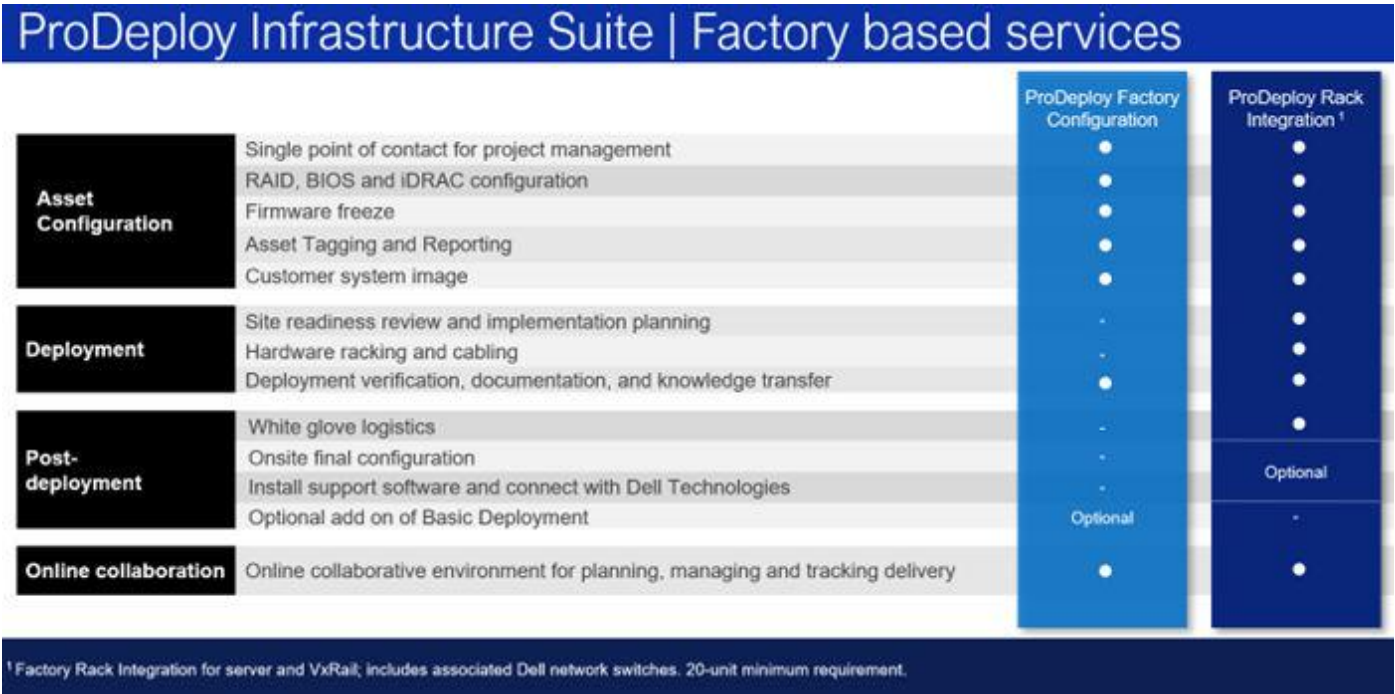 ProDeploy Infrastructure Suite | Factory based services
ProDeploy Factory
Configuration
ProDeploy Rack
Integration ¹
Asset
Configuration
Single point of contact for project management
● ●
RAID, BIOS and iDRAC configuration
● ●
Firmware freeze
● ●
Asset Tagging and Reporting
● ●
Customer system image
● ●
Deployment
Site readiness review and implementation planning
- ●
Hardware racking and cabling
- ●
Deployment verification, documentation, and knowledge transfer
● ●
Post-
deployment
White glove logistics
- ●
Onsite final configuration
-
Install support software and connect with Dell Technologies
-
Optional
Optional add on of Basic Deployment
Optional -
Online collaboration
Online collaborative environment for planning, managing and tracking delivery
● ●
¹ Factory Rack Integration for server and VxRail; includes associated Dell network switches. 20-unit minimum requirement.